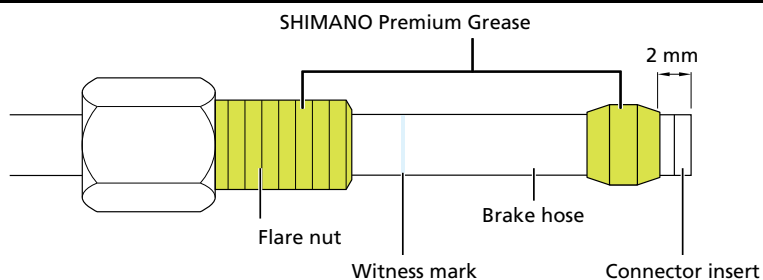 SHIMANO Premium Grease
2 mm
Brake hose
Flare nut
Witness mark
Connector insert